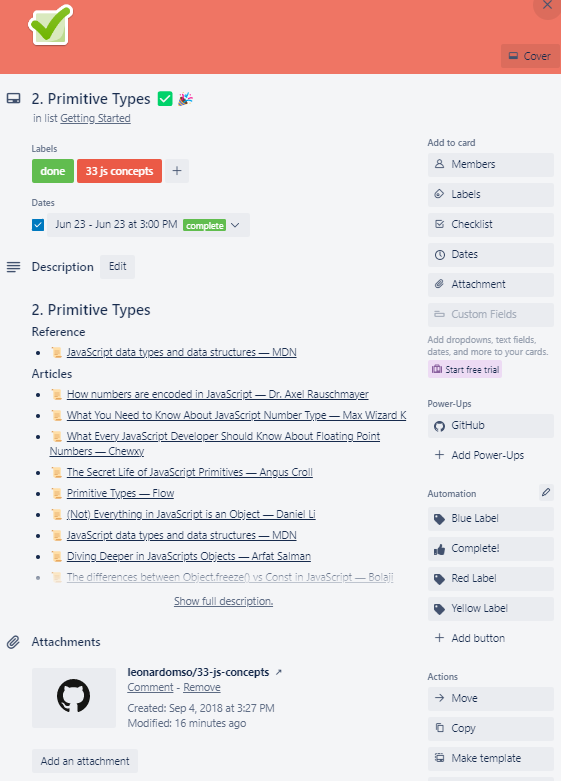 Cover
2. Primitive Types
in list Getting Started
Labels
done
33 js concepts
Dates
Jun 23 - Jun 23 at 3:00 PM complete
Description
Edit
2. Primitive Types
Reference
JavaScript data types and data structures — MDN
Articles
How numbers are encoded in JavaScript — Dr. Axel Rauschmayer
What You Need to Know About JavaScript Number Type — Max Wizard K
What Every JavaScript Developer Should Know About Floating Point
Numbers — Chewxy
The Secret Life of JavaScript Primitives — Angus Croll
Primitive Types — Flow
(Not) Everything in JavaScript is an Object — Daniel Li
JavaScript data types and data structures — MDN
Diving Deeper in JavaScripts Objects — Arfat Salman
The differences between Object.freeze() vs Const in JavaScript — Bolaji
Show full description.
Attachments
leonardomso/33-js-concepts
Comment - Remove
Created: Sep 4, 2018 at 3:27 PM
Modified: 16 minutes ago
Add an attachment
Add to card
Members
Labels
Checklist
Dates
Attachment
Custom Fields
Add dropdowns, text fields,
dates, and more to your cards.
Start free trial
Power-Ups
GitHub
Add Power-Ups
Automation
Blue Label
Complete!
Red Label
Yellow Label
Add button
Actions
Move
Copy
Make template